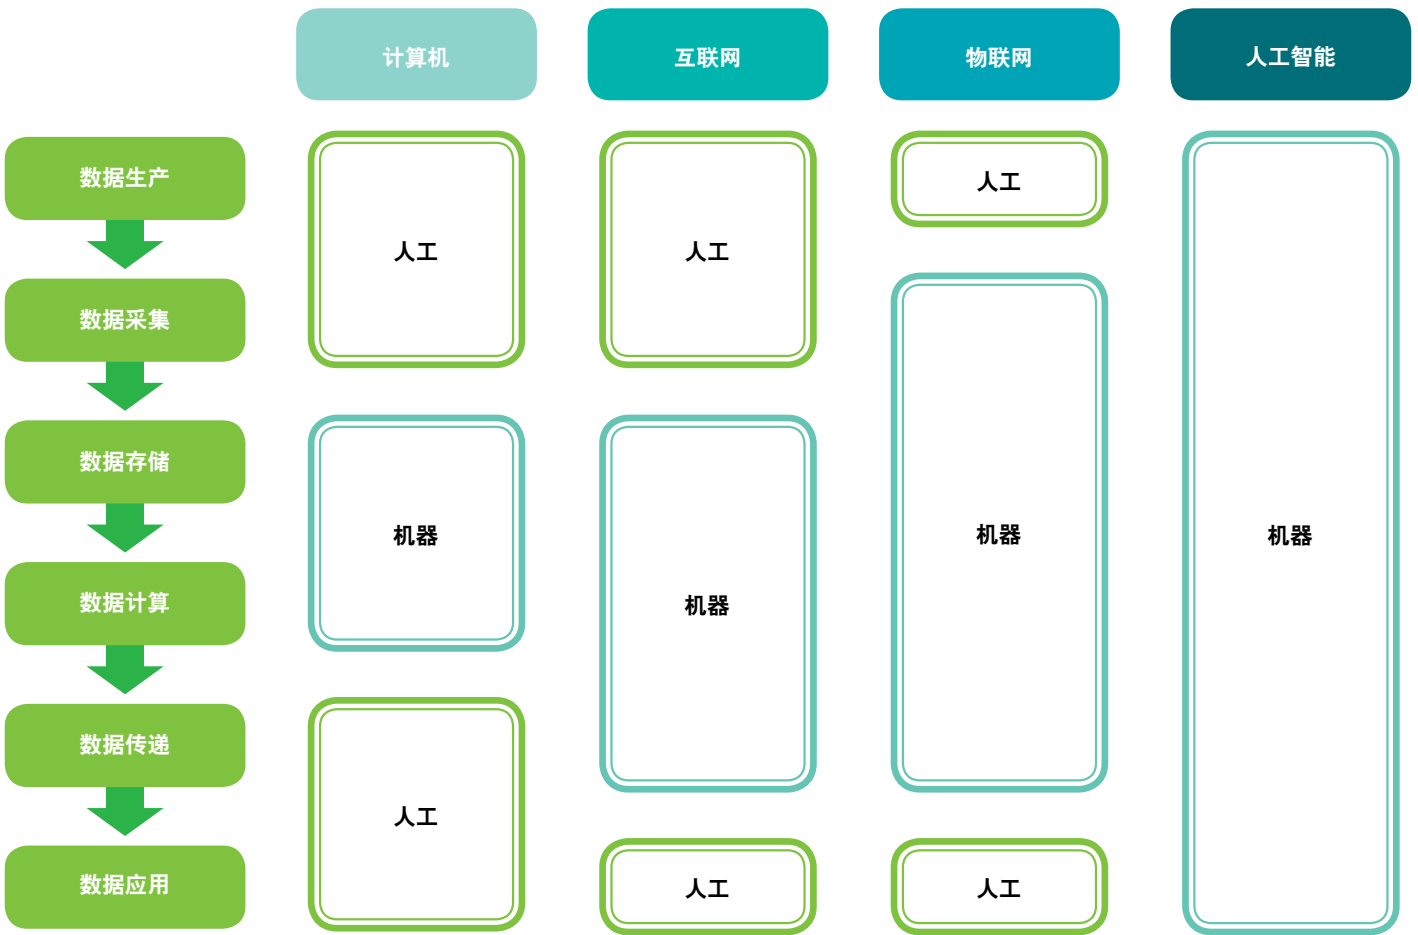 计算机
互联网
物联网
人工智能
数据生产
人工
人工
人工
数据采集
数据存储
机器
机器
机器
机器
数据计算
数据传递
人工
数据应用
人工
人工